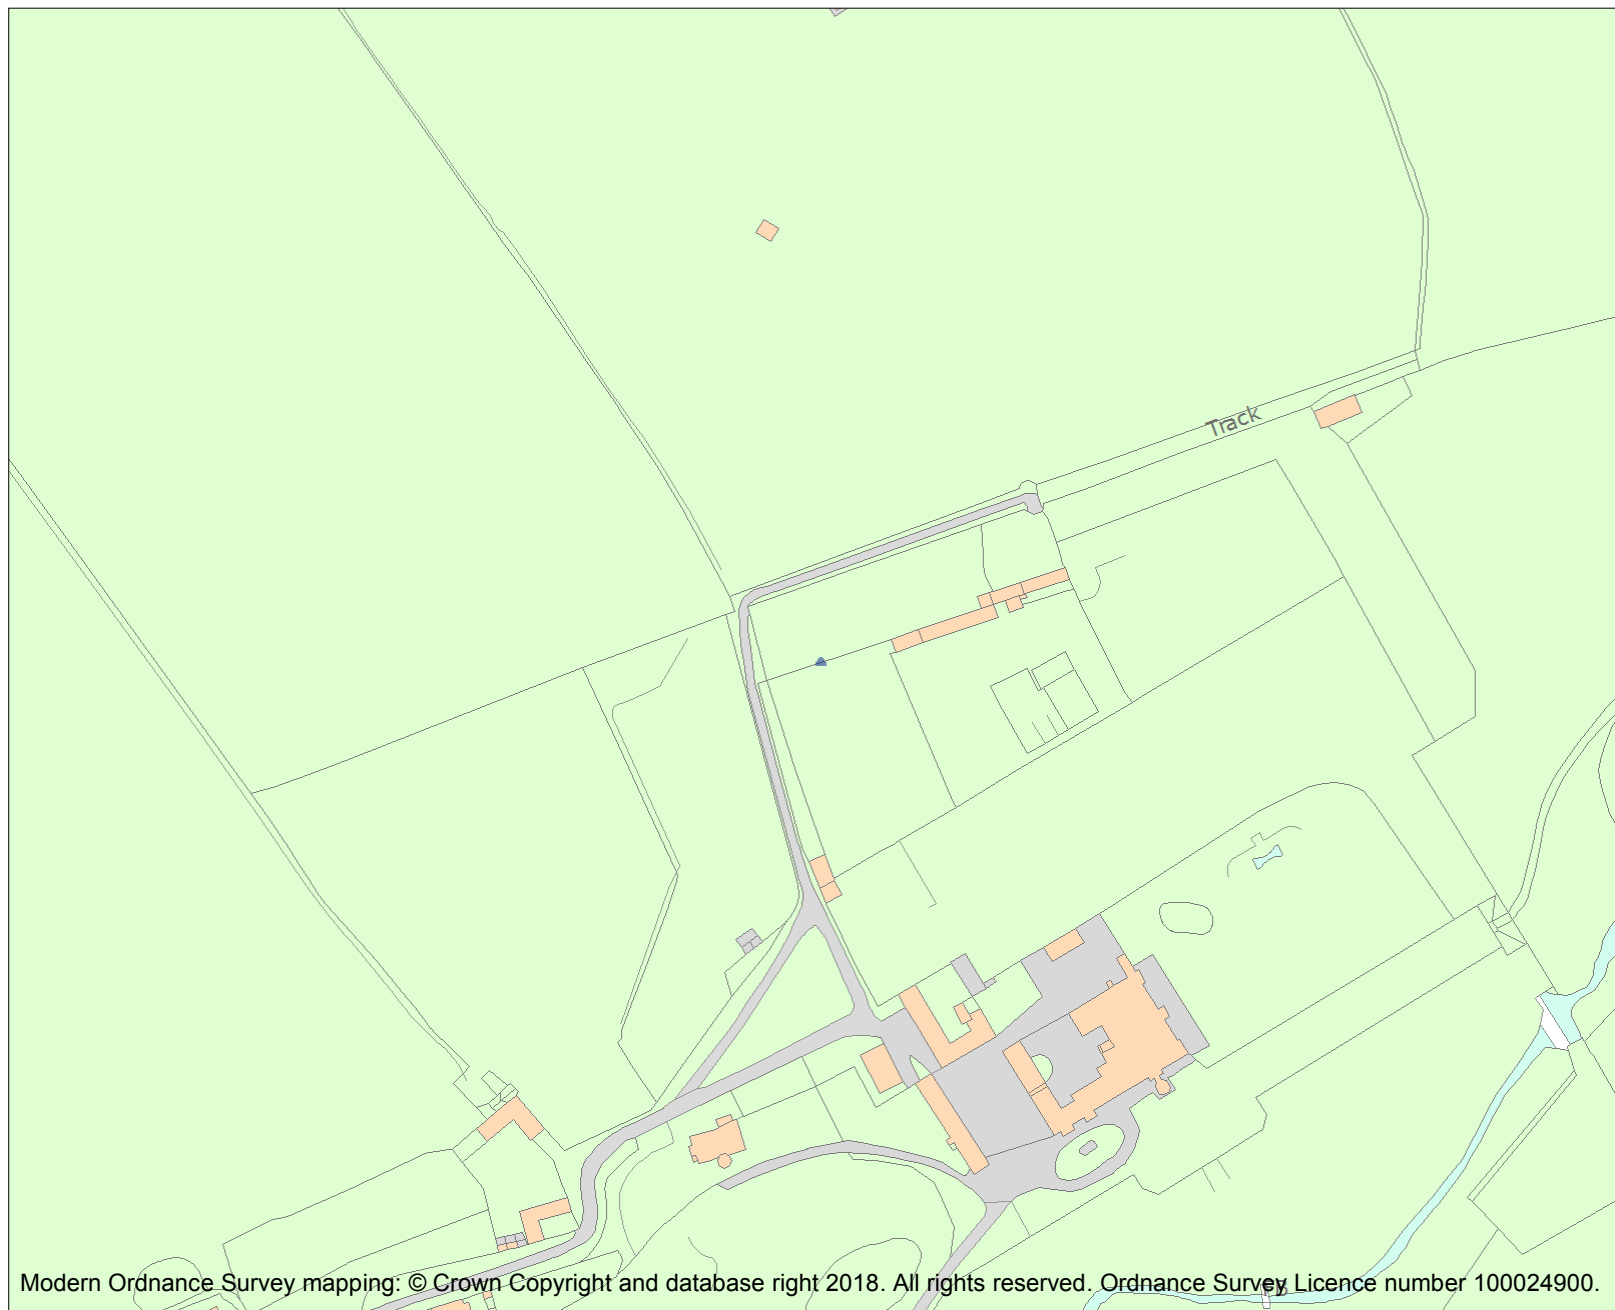 Track
Modern Ordnance Survey mapping: © Crown Copyright and database right 2018. All rights reserved. Ordnance Survey Licence number 100024900.
FB